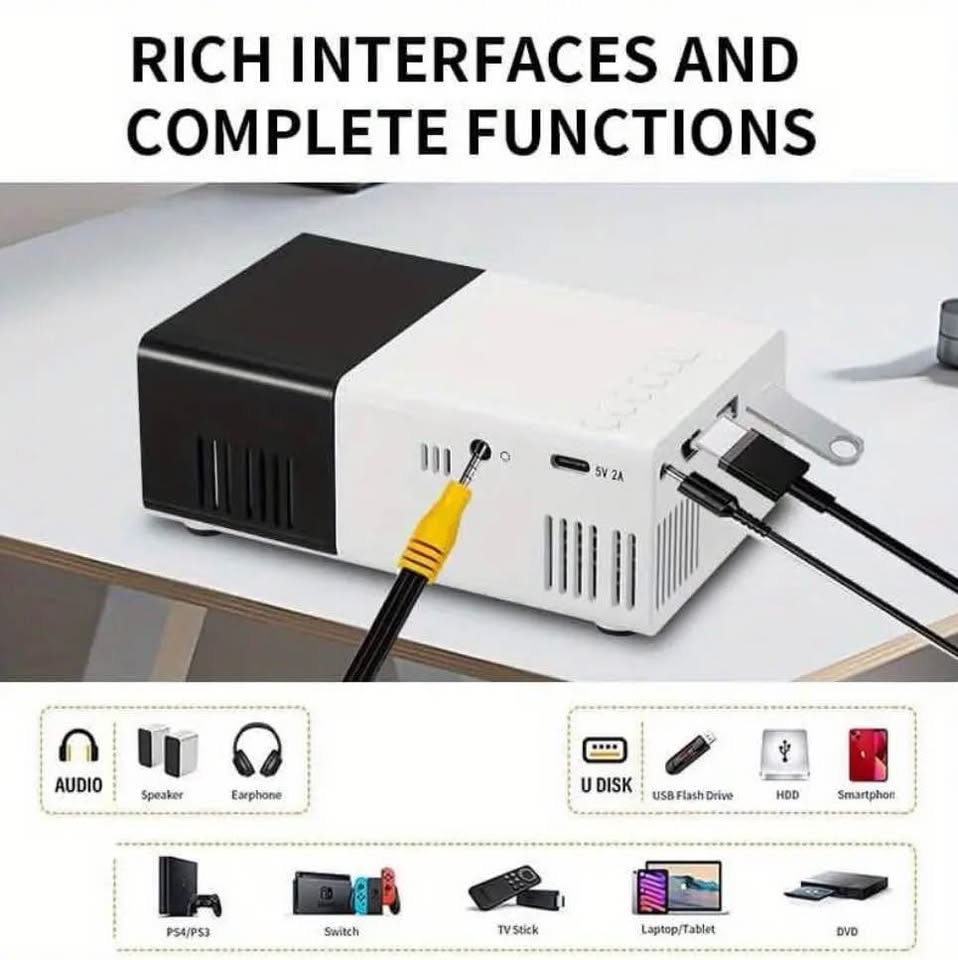 RICH INTERFACES AND
COMPLETE FUNCTIONS
5V 2A
AUDIO
Speaker
Earphone
U DISK
USB Flash Drive
HDD
Smartphon
PS4/PS3
Switch
TV Stick
Laptop/Tablet
DVD